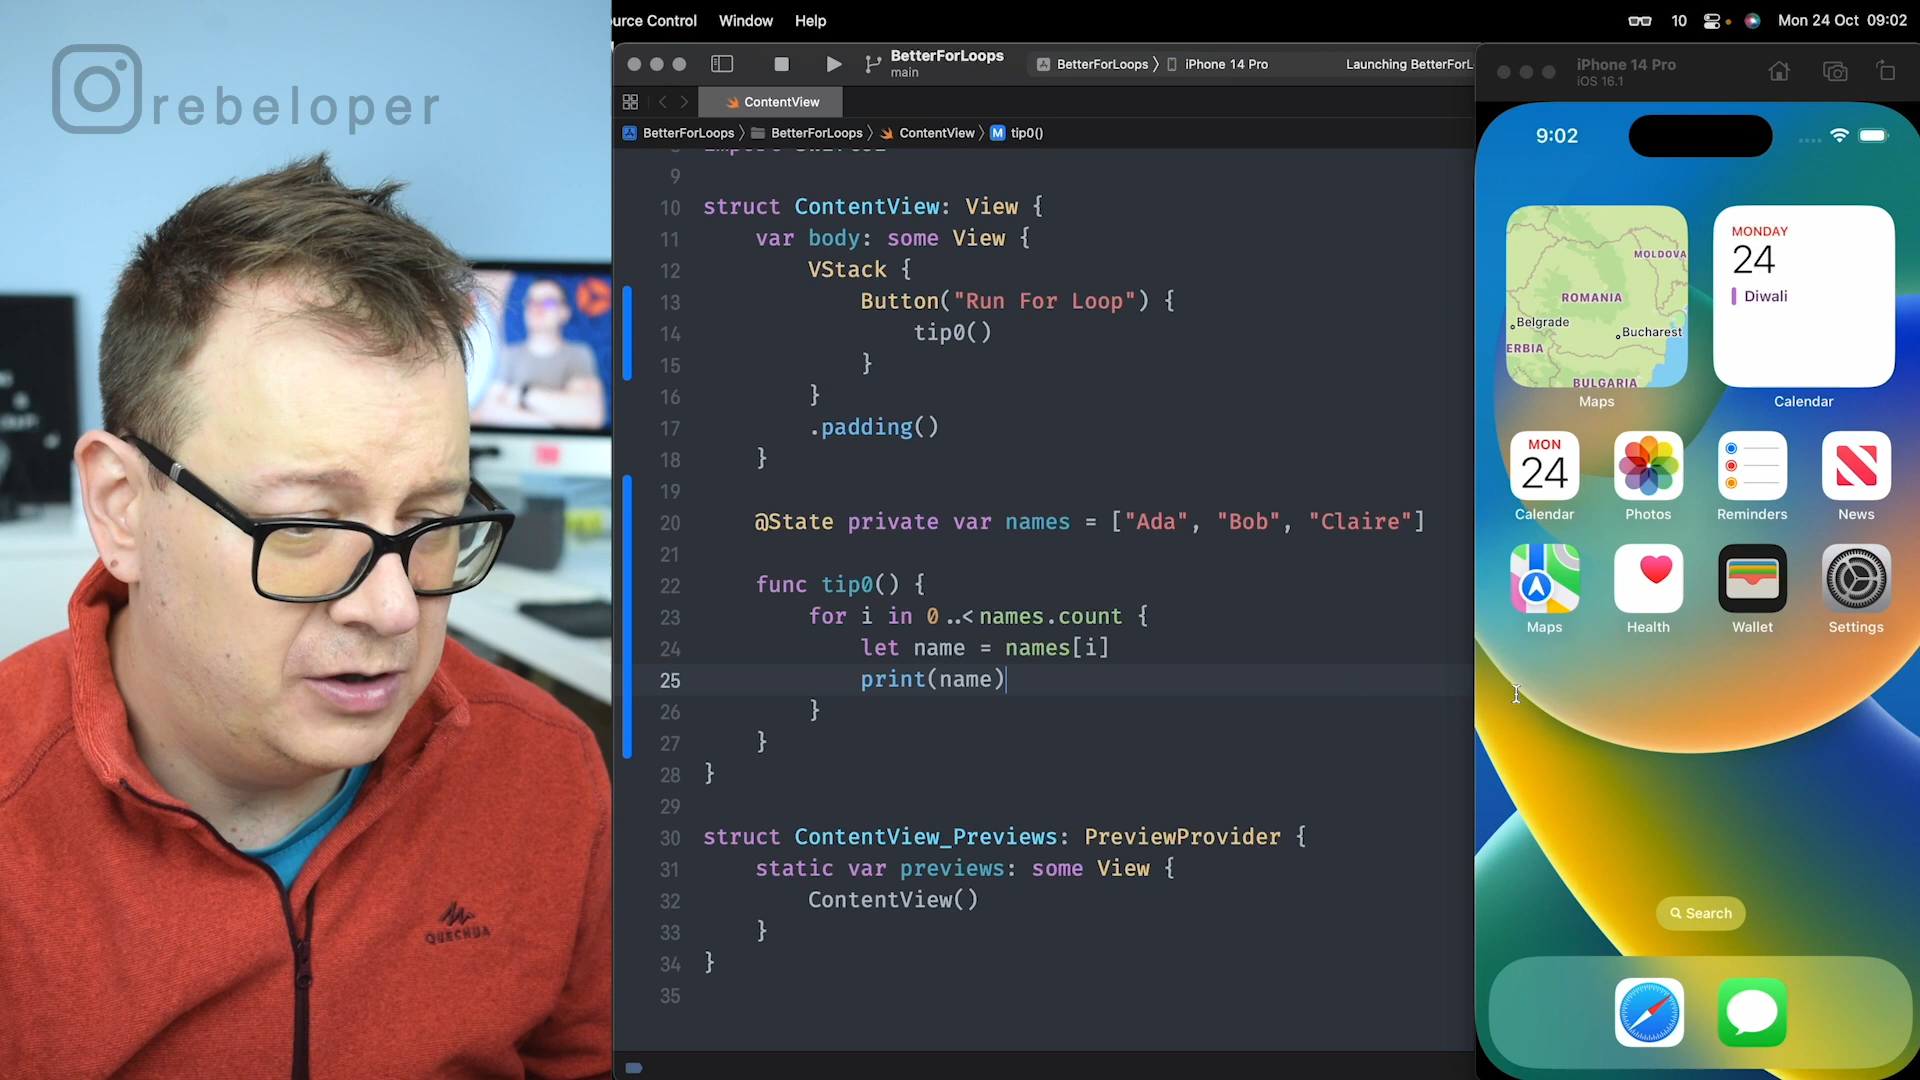 rebeloper
urce Control Window Help
10 Mon 24 Oct 09:02
BetterForLoops
main
BetterForLoops 〉 iPhone 14 Pro
Launching BetterForL
ContentView
BetterForLoops 〉 BetterForLoops 〉 ContentView 〉 M tip0()
9
10 struct ContentView: View {
11 var body: some View {
12 VStack {
13 Button("Run For Loop") {
14 tip0()
15 }
16 }
17 .padding()
18 }
19
20 @State private var names = ["Ada", "Bob", "Claire"]
21
22 func tip0() {
23 for i in 0..<names.count {
24 let name = names[i]
25 print(name)
26 }
27 }
28 }
29
30 struct ContentView_Previews: PreviewProvider {
31 static var previews: some View {
32 ContentView()
33 }
34 }
35
iPhone 14 Pro
iOS 16.1
9:02
MOLDOVA
ROMANIA
Belgrade
Bucharest
ERBIA
BULGARIA
Maps
MONDAY
24
Diwali
Calendar
MON
24
Calendar Photos Reminders News
Maps Health Wallet Settings
Search
QUECHUA